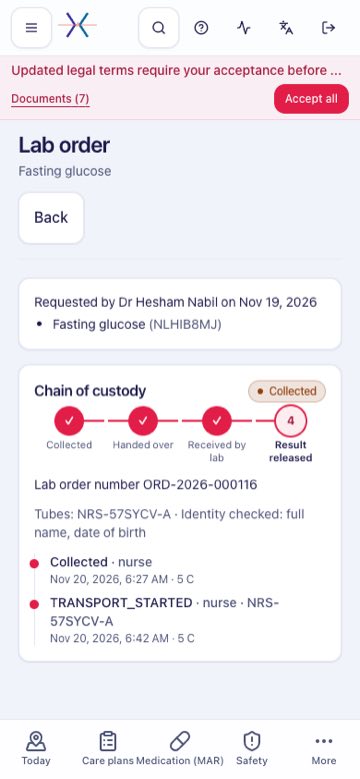 Updated legal terms require your acceptance before ...
Documents (7)
Accept all
Lab order
Fasting glucose
Back
Requested by Dr Hesham Nabil on Nov 19, 2026
• Fasting glucose (NLHIB8MJ)
Chain of custody
• Collected
4
Collected
Handed over
Received by
lab
Result
released
Lab order number ORD-2026-000116
Tubes: NRS-57SYCV-A · Identity checked: full
name, date of birth
Collected · nurse
Nov 20, 2026, 6:27 AM · 5 C
TRANSPORT_STARTED · nurse · NRS-
57SYCV-A
Nov 20, 2026, 6:42 AM · 5 C
Today
Care plans
Medication (MAR)
Safety
More